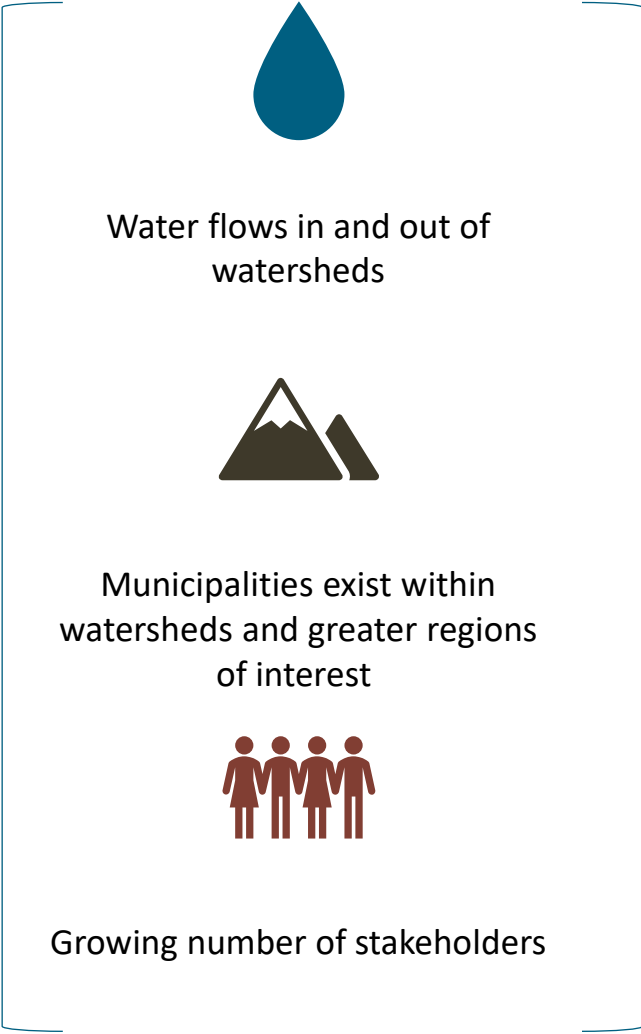 Water flows in and out of
watersheds
Municipalities exist within
watersheds and greater regions
of interest
Growing number of stakeholders